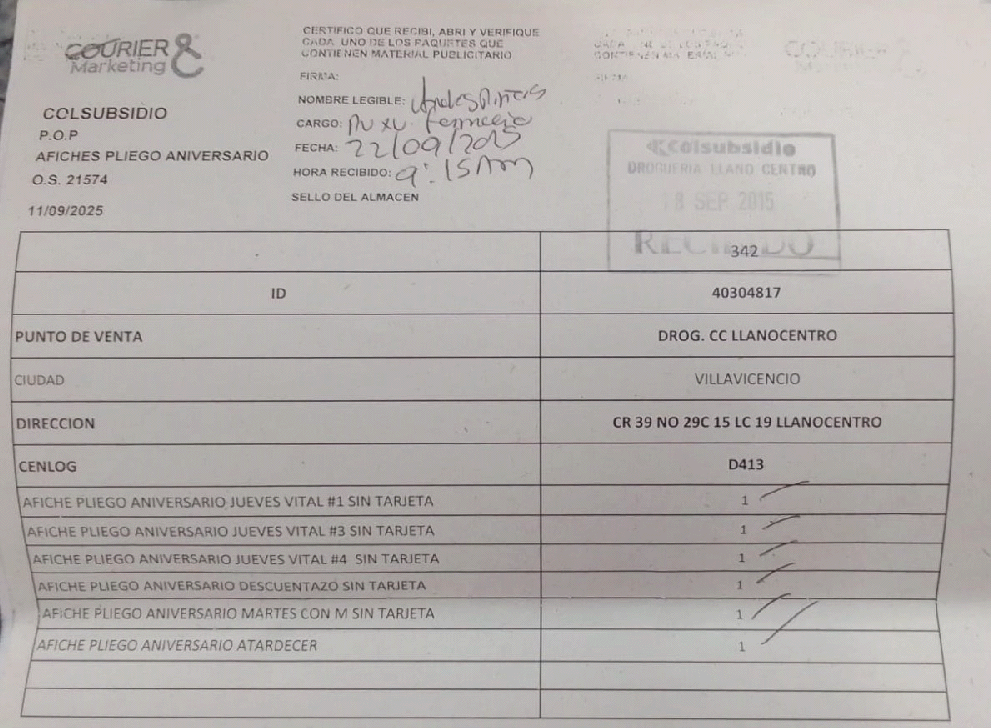 COURIER &
Marketing
COLSUBSIDIO
P.O.P
AFICHES PLIEGO ANIVERSARIO
O.S. 21574
11/09/2025
CERTIFICO QUE RECIBI, ABRI Y VERIFIQUE
CADA UNO DE LOS PAQUETES QUE
CONTIENEN MATERIAL PUBLICITARIO
FIRMA:
NOMBRE LEGIBLE:
CARGO:
FECHA: 22/09/2025
HORA RECIBIDO: 9:15AM
SELLO DEL ALMACEN
Colsubsidio
DROGUERIA LLANO CENTRO
8 SEP 2015
RECIBIDO
342
ID 40304817
PUNTO DE VENTA DROG. CC LLANOCENTRO
CIUDAD VILLAVICENCIO
DIRECCION CR 39 NO 29C 15 LC 19 LLANOCENTRO
CENLOG D413
AFICHE PLIEGO ANIVERSARIO JUEVES VITAL #1 SIN TARJETA 1
AFICHE PLIEGO ANIVERSARIO JUEVES VITAL #3 SIN TARJETA 1
AFICHE PLIEGO ANIVERSARIO JUEVES VITAL #4 SIN TARJETA 1
AFICHE PLIEGO ANIVERSARIO DESCUENTAZO SIN TARJETA 1
AFICHE PLIEGO ANIVERSARIO MARTES CON M SIN TARJETA 1
AFICHE PLIEGO ANIVERSARIO ATARDECER 1